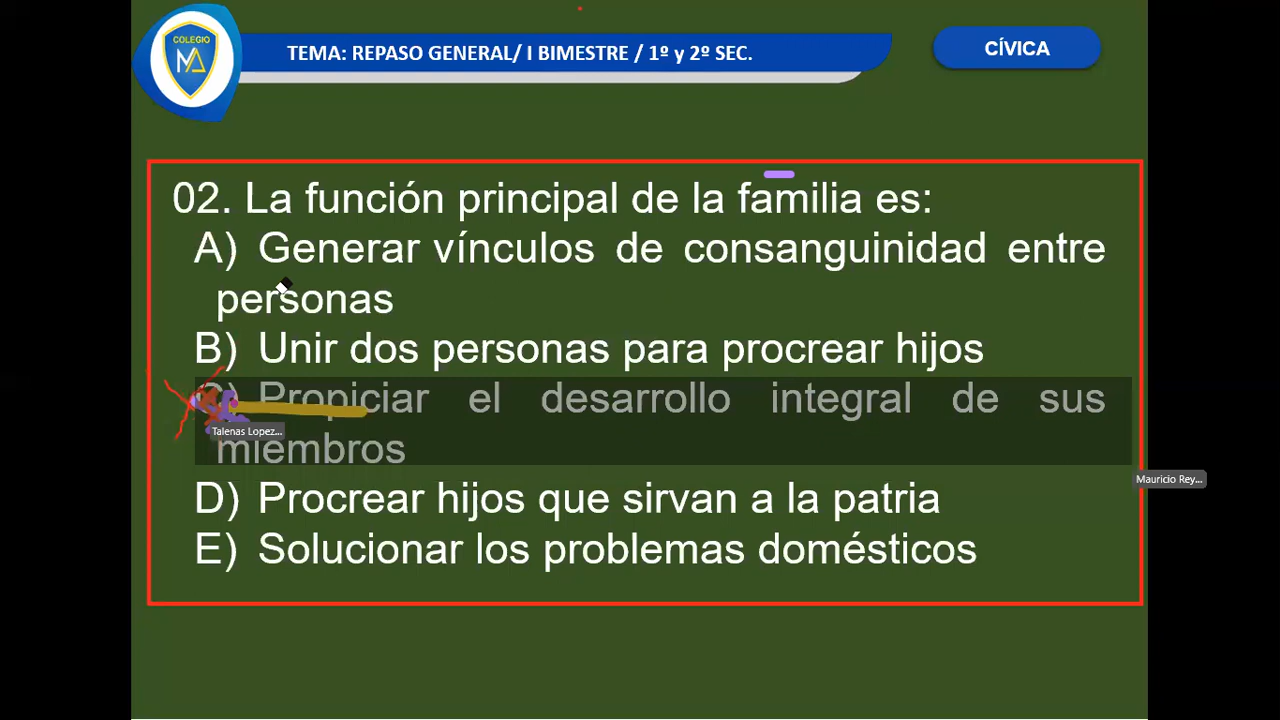 COLEGIO
MA
TEMA: REPASO GENERAL/ I BIMESTRE / 1º y 2º SEC.
CÍVICA
02. La función principal de la familia es:
A) Generar vínculos de consanguinidad entre
personas
B) Unir dos personas para procrear hijos
C) Propiciar el desarrollo integral de sus
Talenas Lopez...
miembros
Mauricio Rey...
D) Procrear hijos que sirvan a la patria
E) Solucionar los problemas domésticos